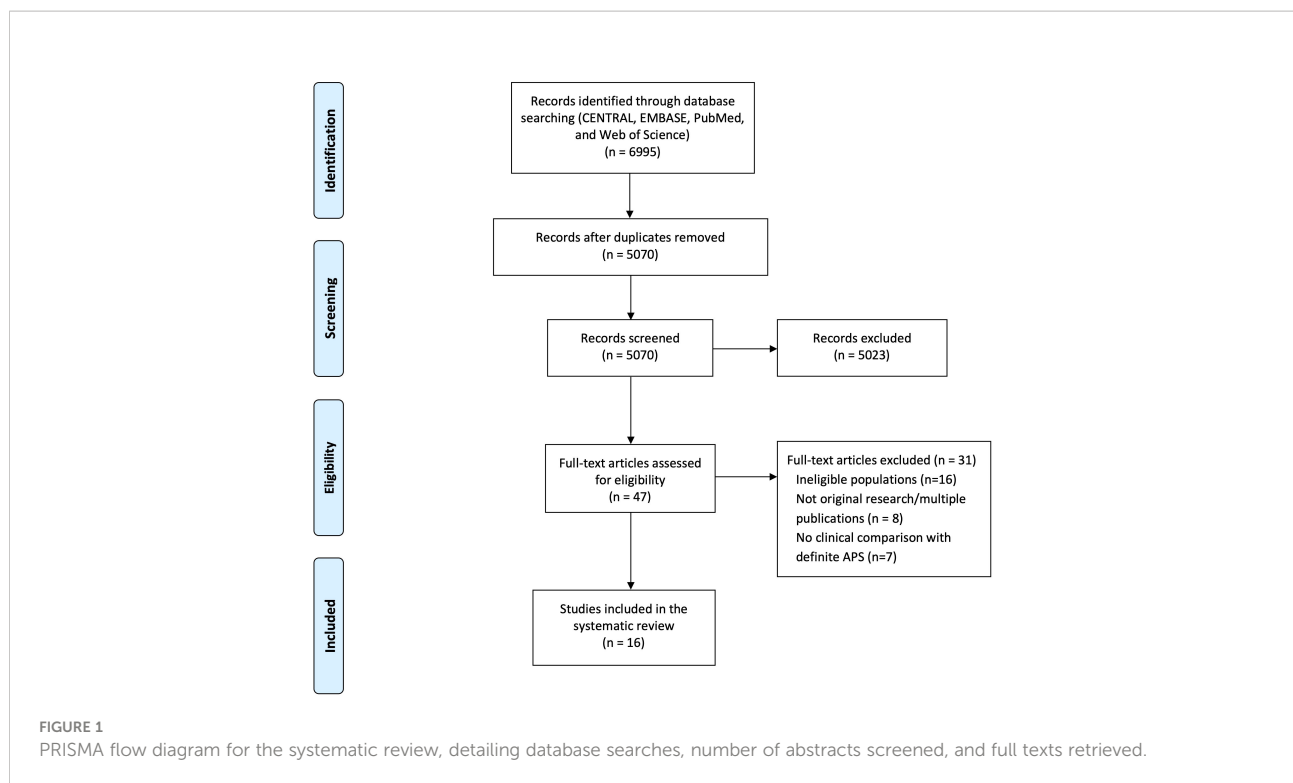 Identification
Records identified through database
searching (CENTRAL, EMBASE, PubMed,
and Web of Science)
(n = 6995)
Records after duplicates removed
(n = 5070)
Screening
Records screened
(n = 5070)
Records excluded
(n = 5023)
Eligibility
Full-text articles assessed
for eligibility
(n = 47)
Full-text articles excluded (n = 31)
Ineligible populations (n=16)
Not original research/multiple
publications (n = 8)
No clinical comparison with
definite APS (n=7)
Included
Studies included in the
systematic review
(n = 16)
FIGURE 1
PRISMA flow diagram for the systematic review, detailing database searches, number of abstracts screened, and full texts retrieved.